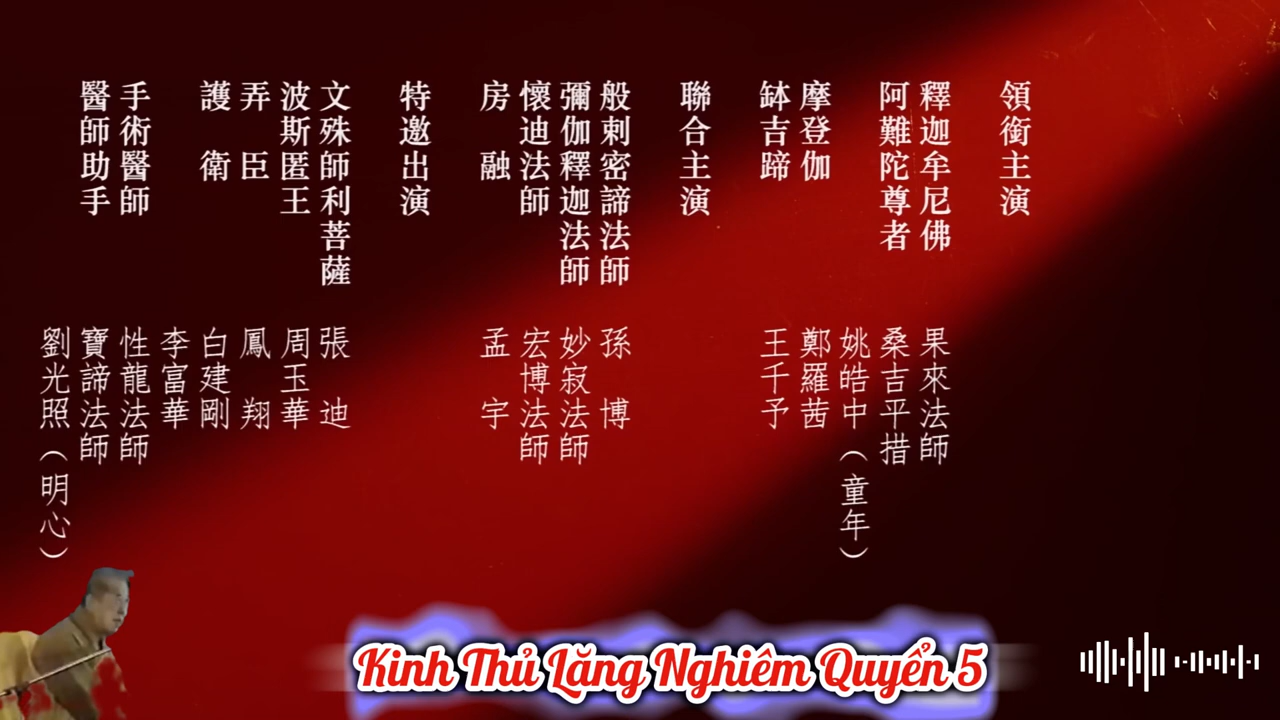 領銜主演
釋迦牟尼佛 果來法師
阿難陀尊者 桑吉平措
姚皓中（童年）
摩登伽 鄭羅茜
缽吉蹄 王千予
聯合主演
般剌密諦法師 孫博
彌伽釋迦法師 妙寂法師
懷迪法師 宏博法師
房融 孟宇
特邀出演
文殊師利菩薩 張迪
波斯匿王 周玉華
弄臣 鳳翔
護衛 白建剛
李富華
手術醫師 性龍法師
醫師助手 寶諦法師
劉光照（明心）
Kinh Thủ Lăng Nghiêm Quyển 5